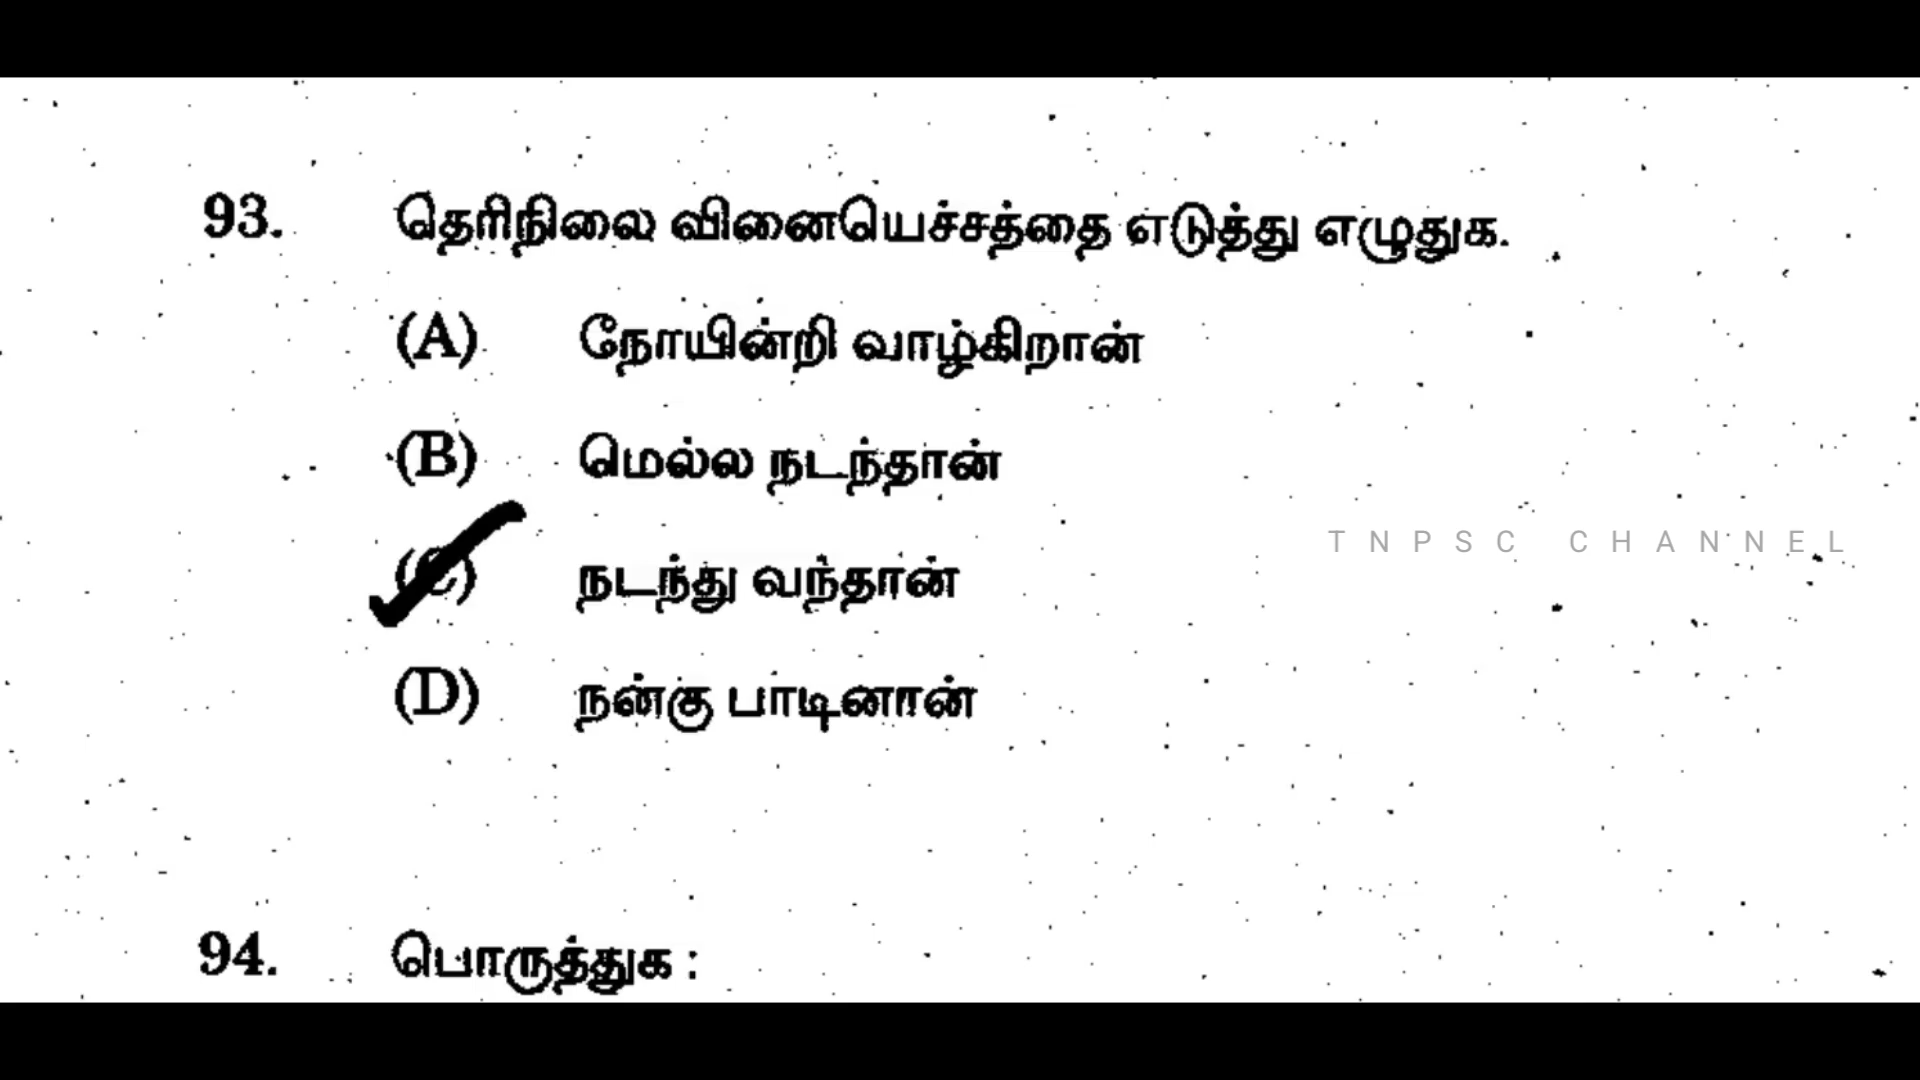 93. தெரிநிலை வினையெச்சத்தை எடுத்து எழுதுக.
(A) நோயின்றி வாழ்கிறான்
(B) மெல்ல நடந்தான்
(C) நடந்து வந்தான்
TNPSC CHANNEL
(D) நன்கு பாடினான்
94. பொருத்துக :